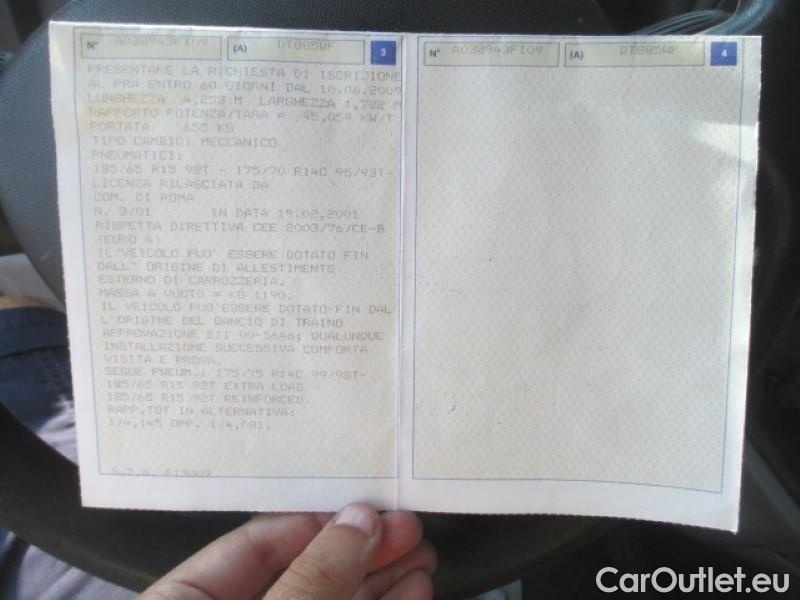 N° A038943FI09 (A) DT885WF 3
PRESENTARE LA RICHIESTA DI ISCRIZIONE
AL PRA ENTRO 60 GIORNI DAL 10.06.2009
LUNGHEZZA 4,253 M LARGHEZZA 1,722 M
RAPPORTO POTENZA/TARA = 45,059 KW/T
PORTATA 655 KG
TIPO CAMBIO: MECCANICO
PNEUMATICI:
185/65 R15 92T - 175/70 R14C 95/93T-
LICENZA RILASCIATA DA
COM. DI ROMA
N. 3/01 IN DATA 19.02.2001
RISPETTA DIRETTIVA CEE 2003/76/CE-B
(EURO 4)
IL VEICOLO PUO' ESSERE DOTATO FIN
DALL' ORIGINE DI ALLESTIMENTO
ESTERNO DI CARROZZERIA.
MASSA A VUOTO = KG 1190.
IL VEICOLO PUO'ESSERE DOTATO FIN DAL
L'ORIGINE DEL GANCIO DI TRAINO
APPROVAZIONE E11 00-5646; QUALUNQUE
INSTALLAZIONE SUCCESSIVA COMPORTA
VISITA E PROVA.
SEGUE PNEUM.: 175/75 R14C 99/98T-
185/65 R15 92T EXTRA LOAD -
185/65 R15 92T REINFORCED.
RAPP.TOT IN ALTERNATIVA:
1/4,145 OPP. 1/4,081.
N° A038943FI09 (A) DT885WF 4
CarOutlet.eu